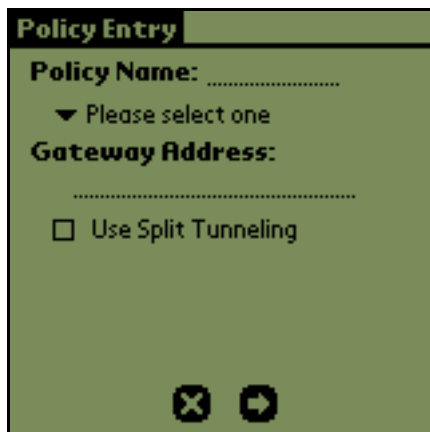 Policy Entry
Policy Name:
Please select one
Gateway Address:
Use Split Tunneling